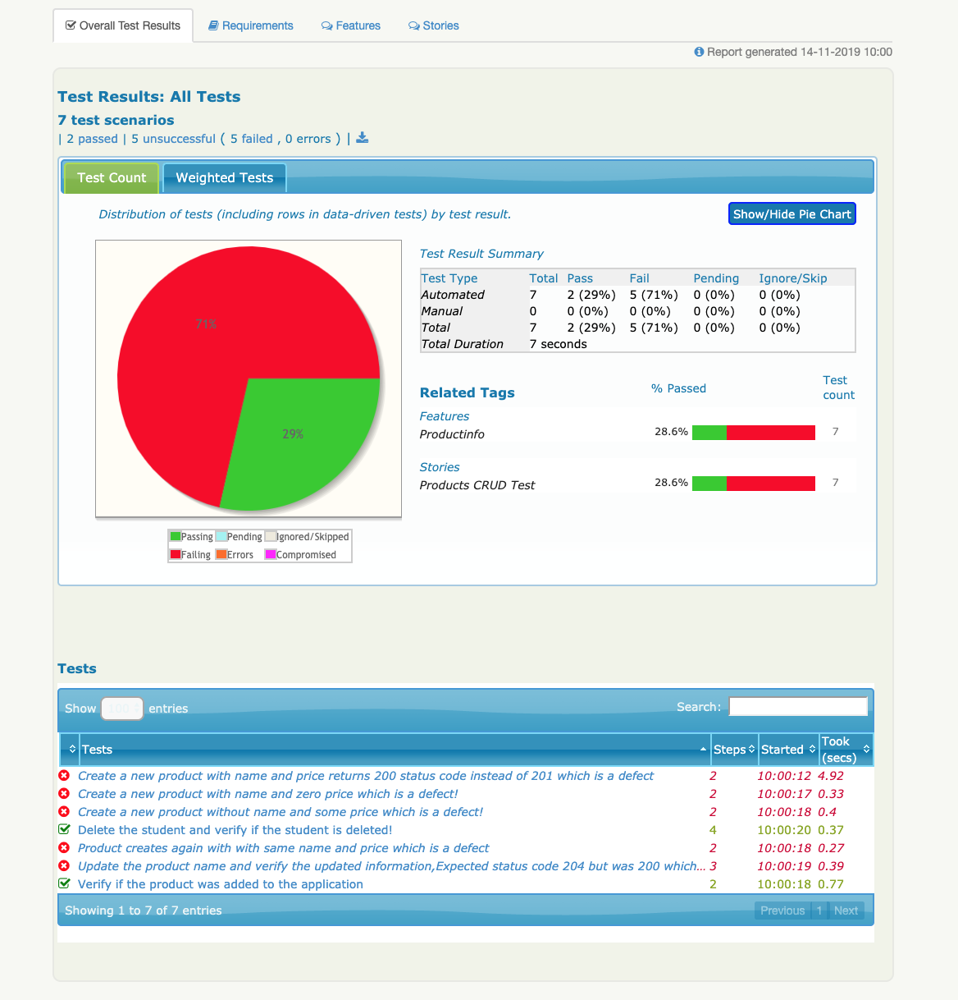 Overall Test Results Requirements Features Stories
Report generated 14-11-2019 10:00
Test Results: All Tests
7 test scenarios
| 2 passed | 5 unsuccessful ( 5 failed , 0 errors ) |
Test Count Weighted Tests
Distribution of tests (including rows in data-driven tests) by test result.
Show/Hide Pie Chart
71%
29%
Passing Pending Ignored/Skipped
Failing Errors Compromised
Test Result Summary
Test Type Total Pass Fail Pending Ignore/Skip
Automated 7 2 (29%) 5 (71%) 0 (0%) 0 (0%)
Manual 0 0 (0%) 0 (0%) 0 (0%) 0 (0%)
Total 7 2 (29%) 5 (71%) 0 (0%) 0 (0%)
Total Duration 7 seconds
Related Tags % Passed Test count
Features
Productinfo 28.6% 7
Stories
Products CRUD Test 28.6% 7
Tests
Show 100 entries Search:
Tests Steps Started Took (secs)
Create a new product with name and price returns 200 status code instead of 201 which is a defect 2 10:00:12 4.92
Create a new product with name and zero price which is a defect! 2 10:00:17 0.33
Create a new product without name and some price which is a defect! 2 10:00:18 0.4
Delete the student and verify if the student is deleted! 4 10:00:20 0.37
Product creates again with with same name and price which is a defect 2 10:00:18 0.27
Update the product name and verify the updated information,Expected status code 204 but was 200 which... 3 10:00:19 0.39
Verify if the product was added to the application 2 10:00:18 0.77
Showing 1 to 7 of 7 entries Previous 1 Next